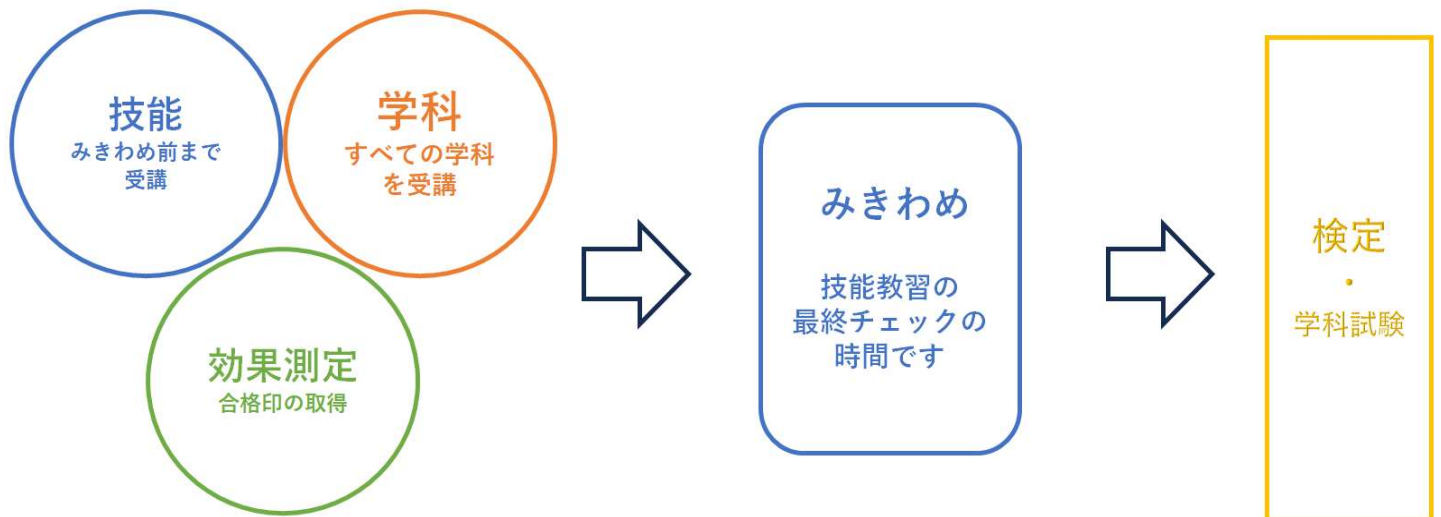 技能
みきわめ前まで
受講
学科
すべての学科
を受講
効果測定
合格印の取得
みきわめ
技能教習の
最終チェックの
時間です
検定
・
学科試験